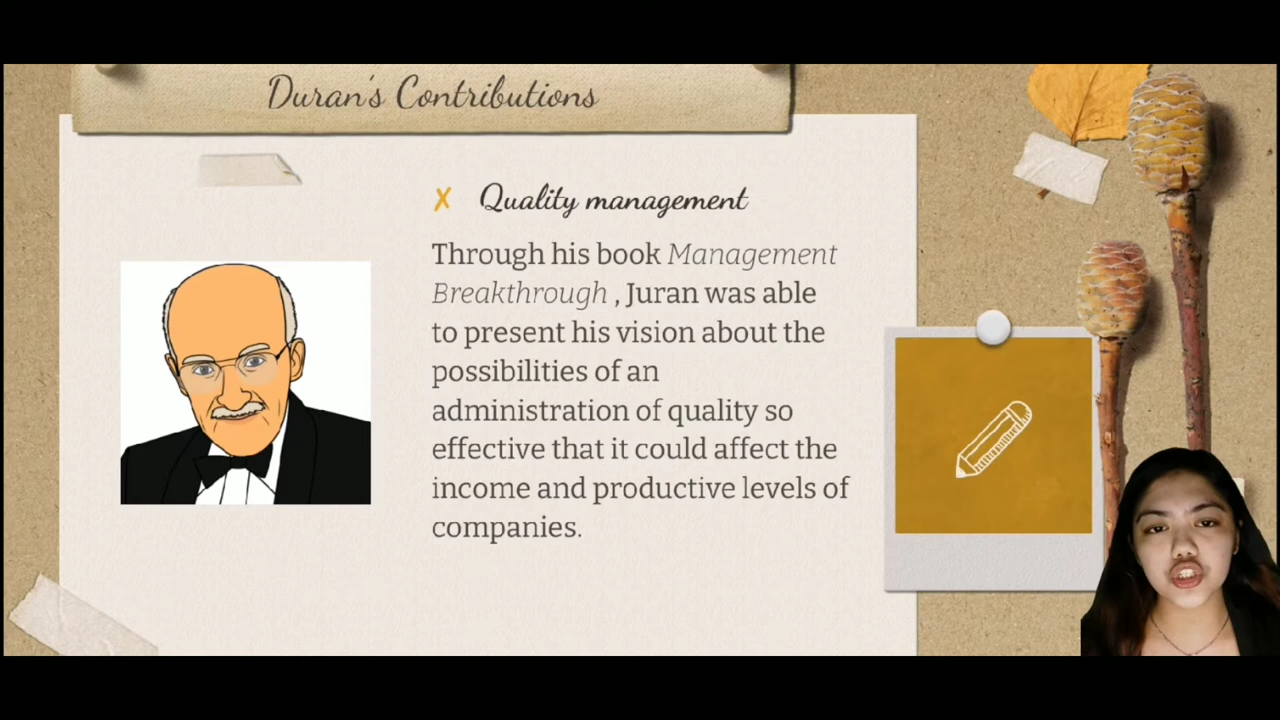 Duran's Contributions
✗ Quality management
Through his book Management
Breakthrough , Juran was able
to present his vision about the
possibilities of an
administration of quality so
effective that it could affect the
income and productive levels of
companies.